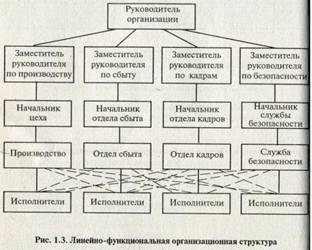 Руководитель
организации
Заместитель
руководителя
по производству
Заместитель
руководителя
по сбыту
Заместитель
руководителя
по кадрам
Заместитель
руководителя
по безопасности
Начальник
цеха
Начальник
отдела сбыта
Начальник
отдела кадров
Начальник
службы
безопасности
Производство
Отдел сбыта
Отдел кадров
Служба
безопасности
Исполнители
Исполнители
Исполнители
Исполнители
Рис. 1.3. Линейно-функциональная организационная структура